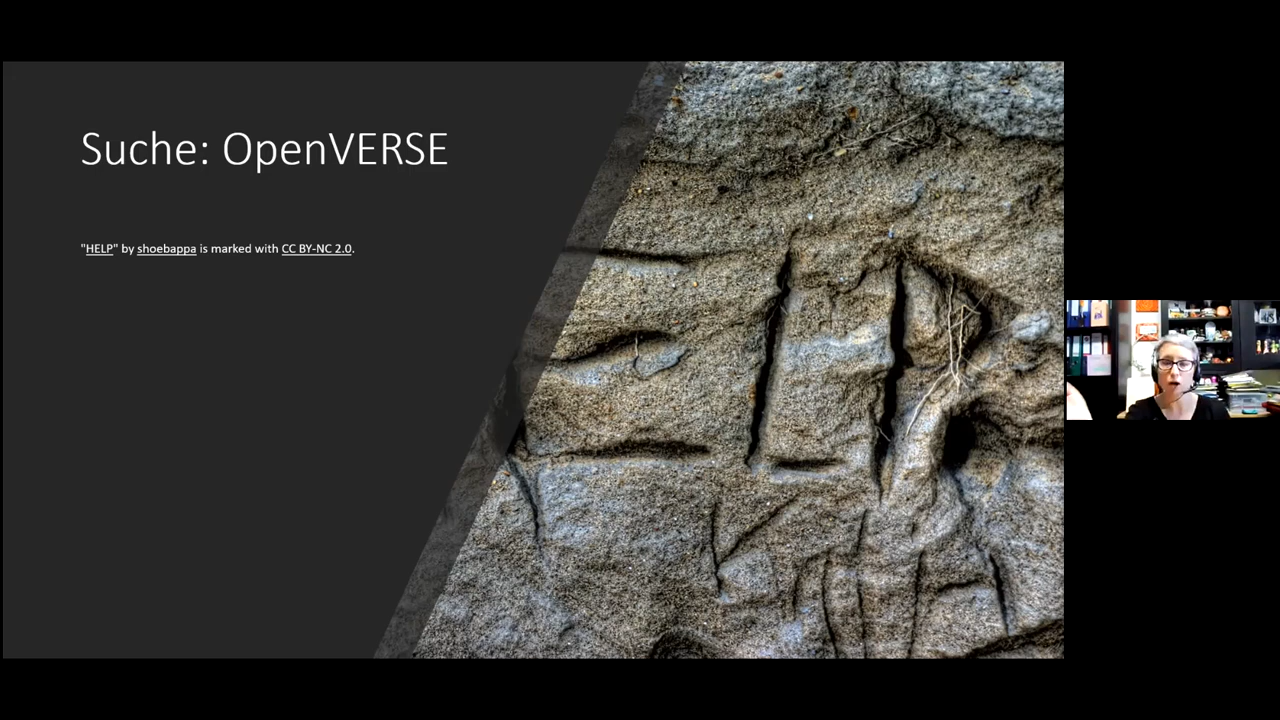 Suche: OpenVERSE
"HELP" by shoebappa is marked with CC BY-NC 2.0.